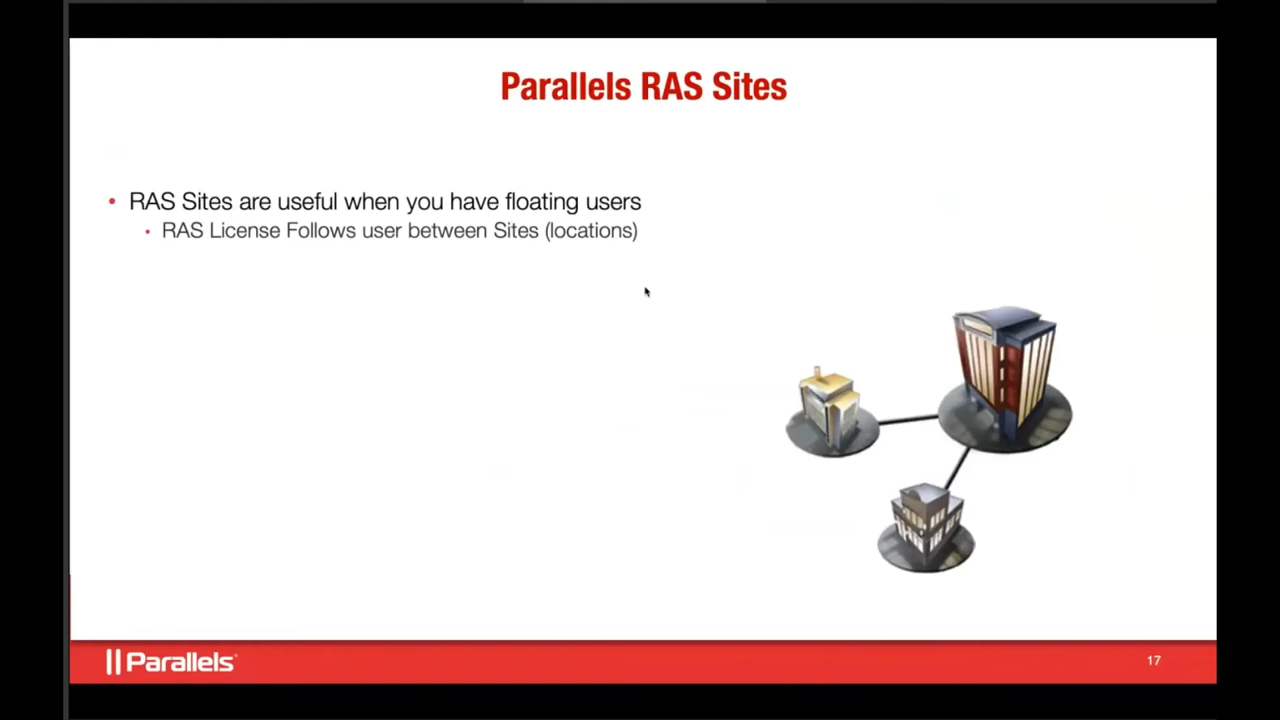 Parallels RAS Sites
• RAS Sites are useful when you have floating users
• RAS License Follows user between Sites (locations)
Parallels
17